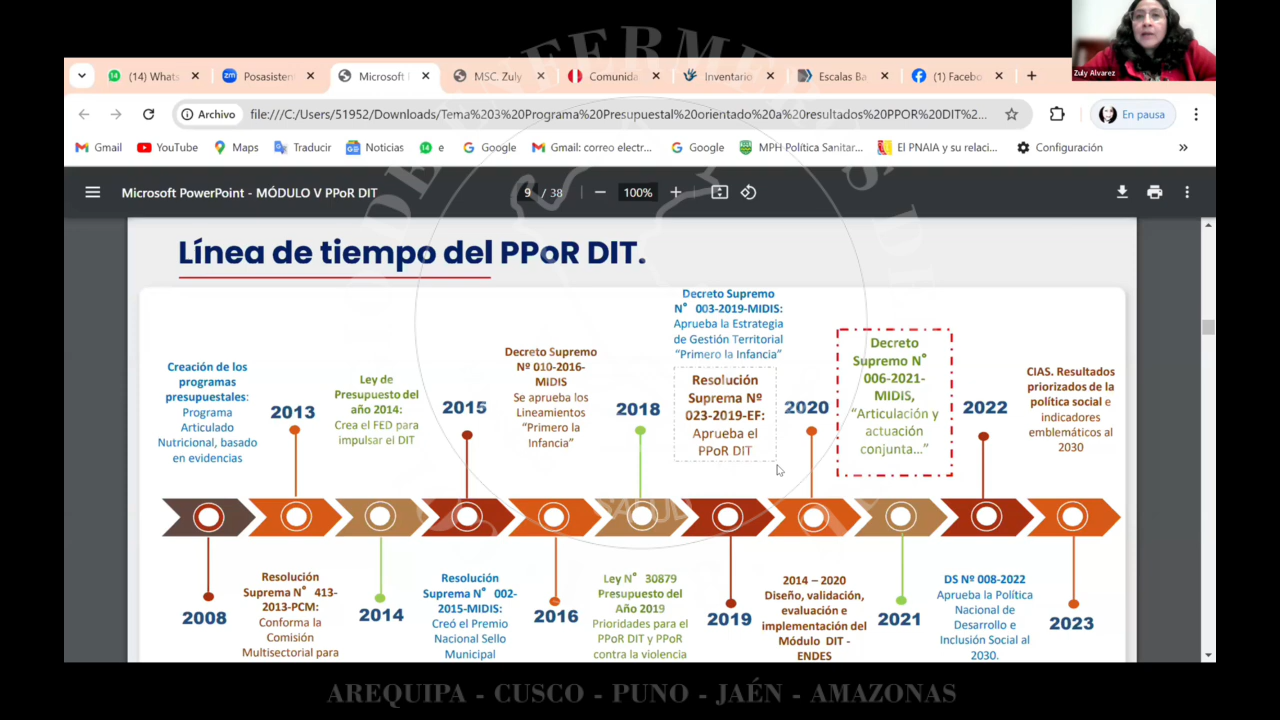 Zuly Alvarez
(14) Whats
Posasisten
Microsoft
MSC. Zuly
Comunida
Inventario
Escalas Ba
(1) Facebo
Archivo
file:///C:/Users/51952/Downloads/Tema%203%20Programa%20Presupuestal%20orientado%20a%20resultados%20PPOR%20DIT%2...
En pausa
Gmail
YouTube
Maps
Traducir
Noticias
e
Google
Gmail: correo electr...
Google
MPH Política Sanitar...
El PNAIA y su relaci...
Configuración
Microsoft PowerPoint - MÓDULO V PPoR DIT
9 / 38
100%
Línea de tiempo del PPoR DIT.
Creación de los
programas
presupuestales:
Programa
Articulado
Nutricional, basado
en evidencias
2013
Ley de
Presupuesto del
año 2014:
Crea el FED para
impulsar el DIT
2015
Decreto Supremo
Nº 010-2016-
MIDIS
Se aprueba los
Lineamientos
“Primero la
Infancia”
2018
Decreto Supremo
N° 003-2019-MIDIS:
Aprueba la Estrategia
de Gestión Territorial
“Primero la Infancia”
Resolución
Suprema Nº
023-2019-EF:
Aprueba el
PPoR DIT
2020
Decreto
Supremo N°
006-2021-
MIDIS,
“Articulación y
actuación
conjunta...”
2022
CIAS. Resultados
priorizados de la
política social e
indicadores
emblemáticos al
2030
2008
Resolución
Suprema N° 413-
2013-PCM:
Conforma la
Comisión
Multisectorial para
2014
Resolución
Suprema N° 002-
2015-MIDIS:
Creó el Premio
Nacional Sello
Municipal
2016
Ley N° 30879
Presupuesto del
Año 2019
Prioridades para el
PPoR DIT y PPoR
contra la violencia
2019
2014 – 2020
Diseño, validación,
evaluación e
implementación del
Módulo DIT -
ENDES
2021
DS Nº 008-2022
Aprueba la Política
Nacional de
Desarrollo e
Inclusión Social al
2030.
2023
SALUD
AREQUIPA - CUSCO - PUNO - JAÉN - AMAZONAS